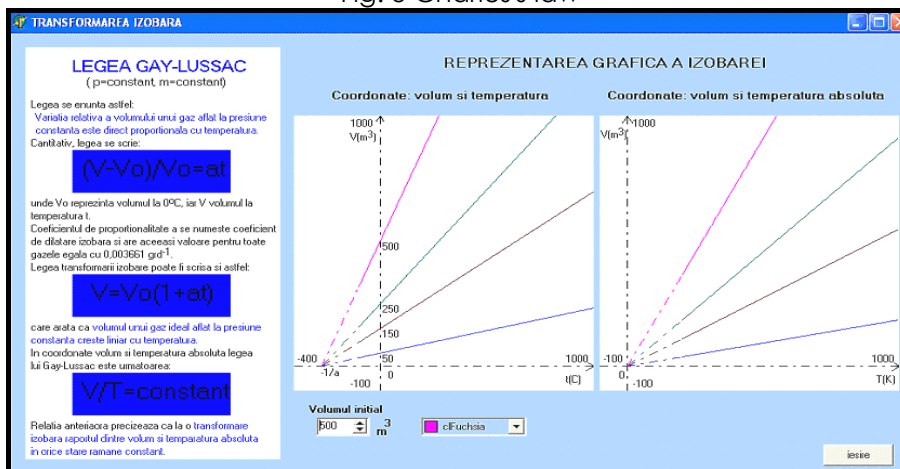 TRANSFORMAREA IZOBARA
LEGEA GAY-LUSSAC
( p=constant, m=constant)
Legea se enunta astfel:
Variatia relativa a volumului unui gaz aflat la presiune
constanta este direct proportionala cu temperatura.
Cantitativ, legea se scrie:
(V-Vo)/Vo=at
unde Vo reprezinta volumul la 0ºC, iar V volumul la
temperatura t.
Coeficientul de proportionalitate a se numeste coeficient
de dilatare izobara si are aceeasi valoare pentru toate
gazele egala cu 0,003661 grd-1.
Legea transformarii izobare poate fi scrisa si astfel:
V=Vo(1+at)
care arata ca volumul unui gaz ideal aflat la presiune
constanta creste liniar cu temperatura.
In coordonate volum si temperatura absoluta legea
lui Gay-Lussac este urmatoarea:
V/T=constant
Relatia anterioara precizeaza ca la o transformare
izobara raportul dintre volum si temparatura absoluta
in orice stare ramane constant.
REPREZENTAREA GRAFICA A IZOBAREI
Coordonate: volum si temperatura
1000
V(m3)
500
250
150
50
-400
-1/a
0
-100
1000
t(C)
Coordonate: volum si temperatura absoluta
1000
V(m3)
-100
0
-100
1000
T(K)
Volumul initial
500
m3
clFuchsia
iesire